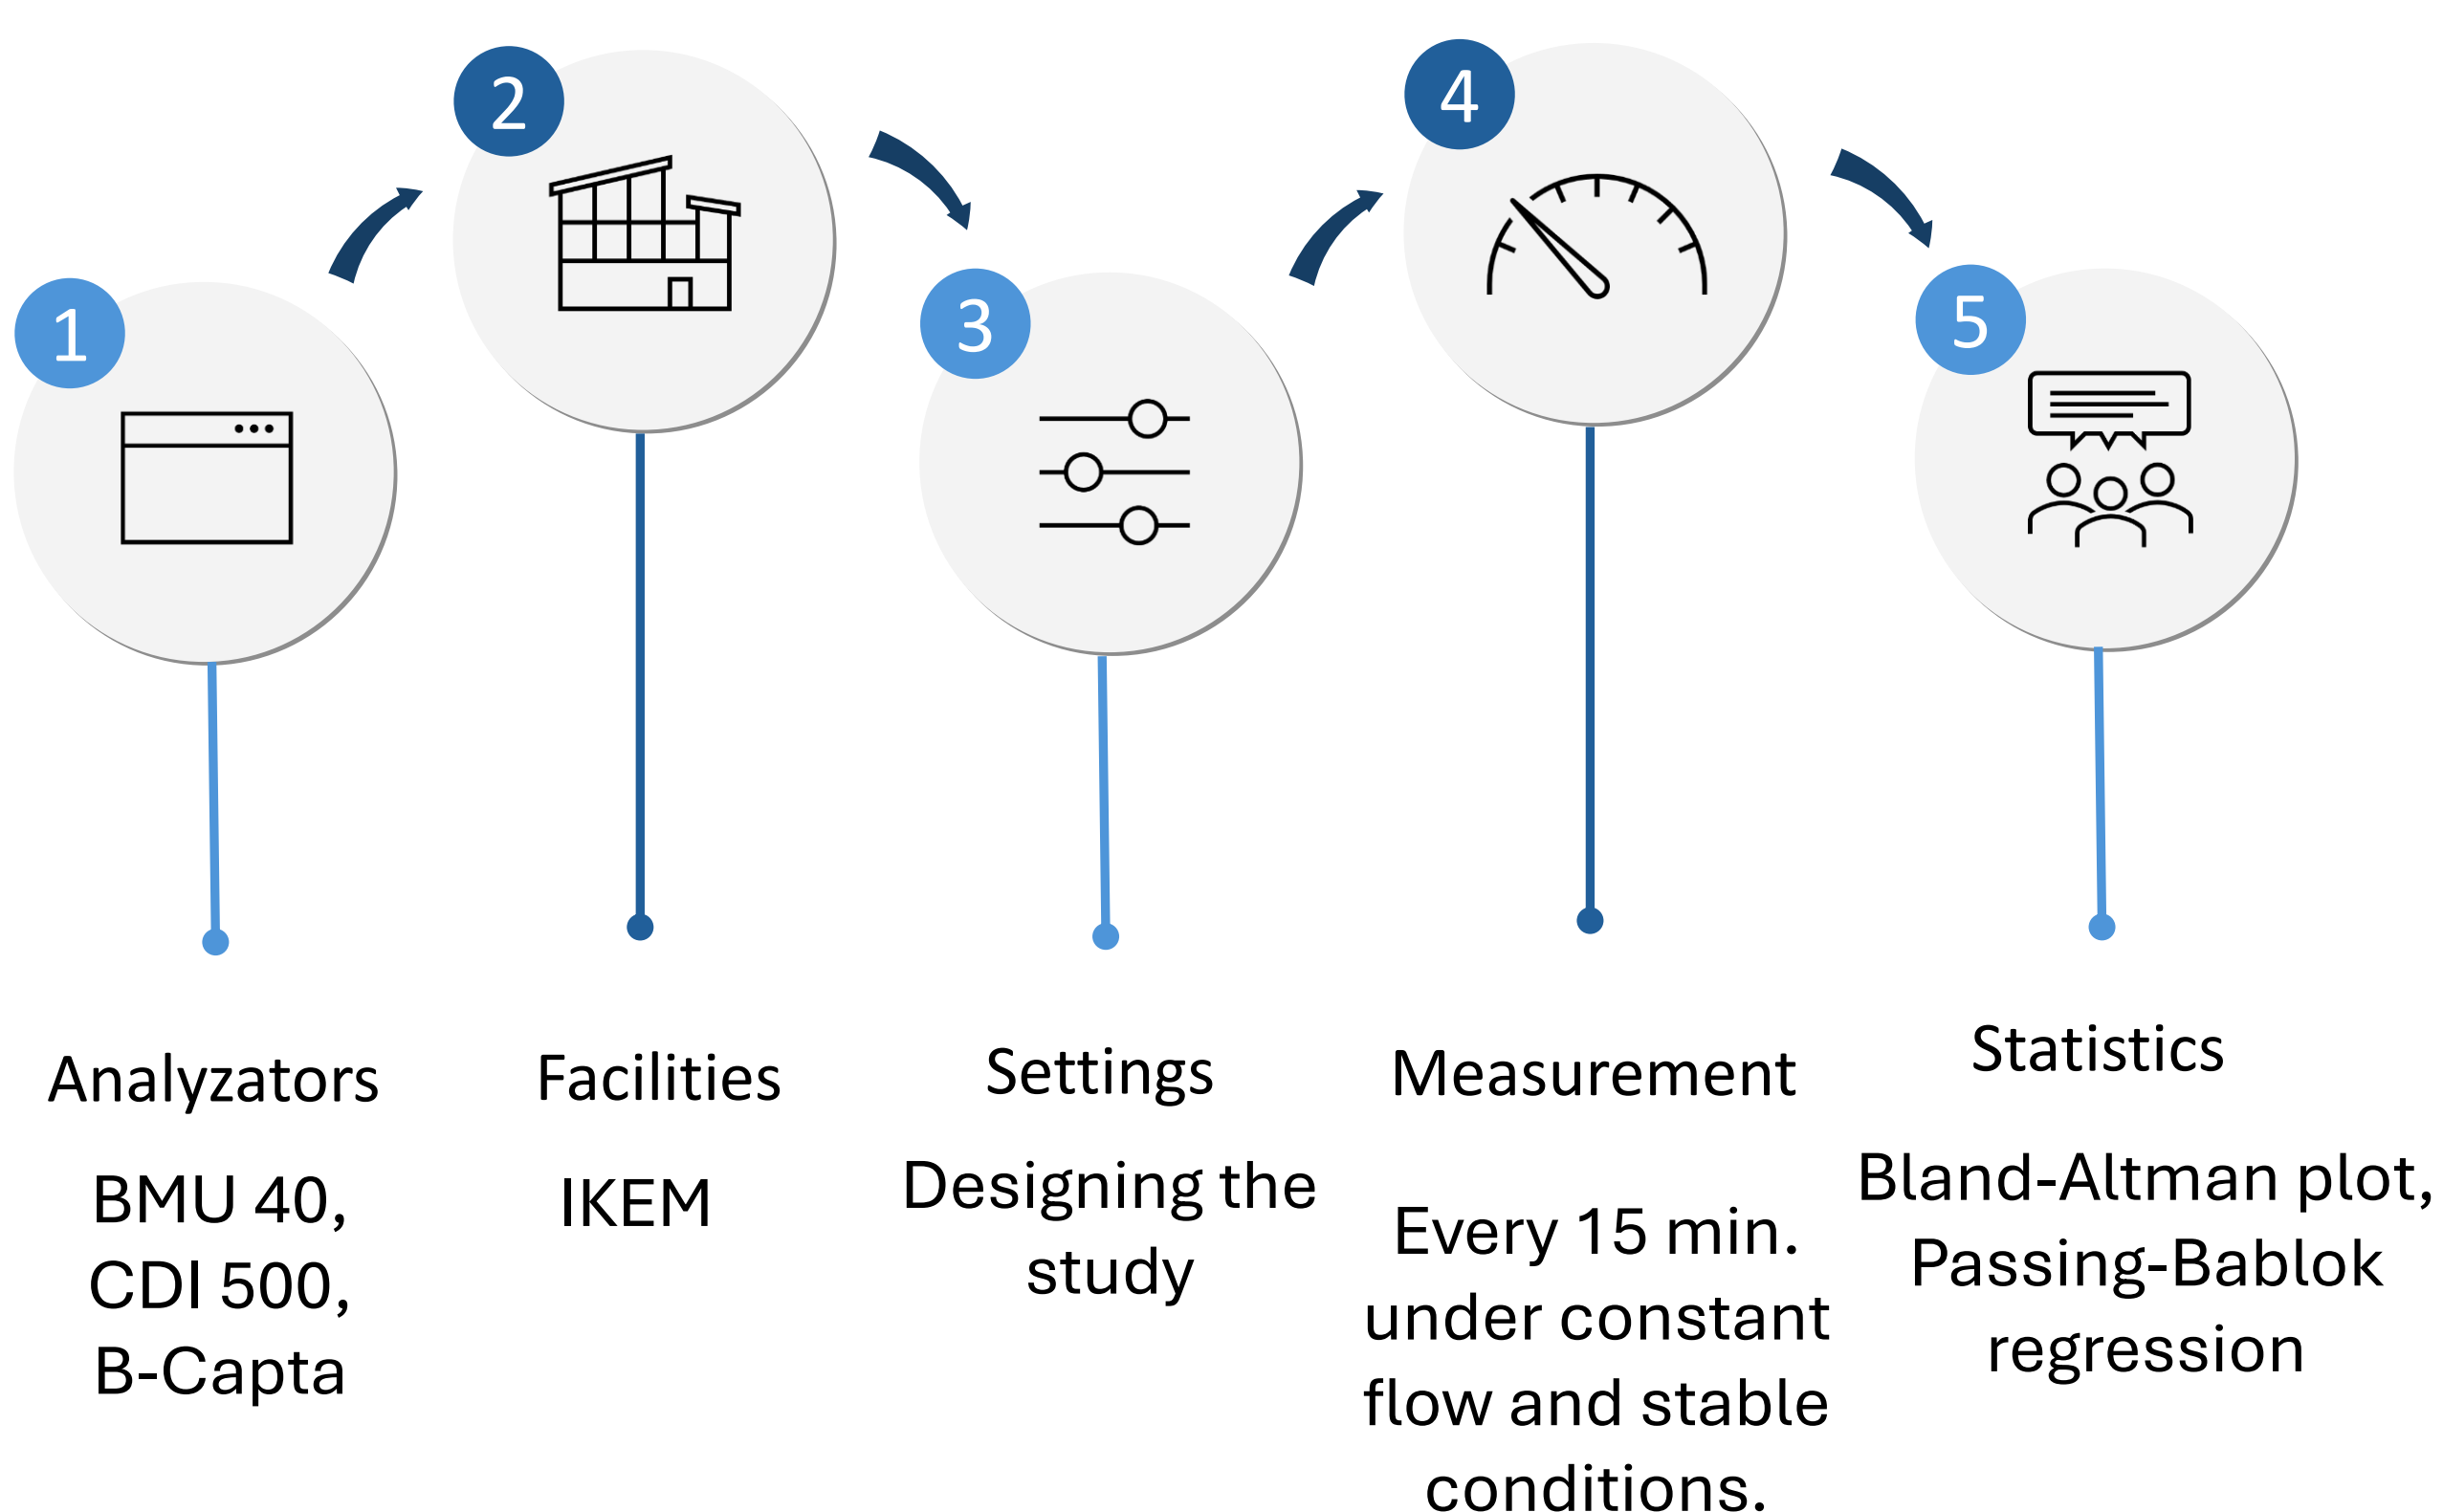 1
2
3
4
5
Analyzators
BMU 40,
CDI 500,
B-Capta
Facilities
IKEM
Settings
Designing the
study
Measurement
Every 15 min.
under constant
flow and stable
conditions.
Statistics
Bland-Altman plot,
Passing-Bablok
regression